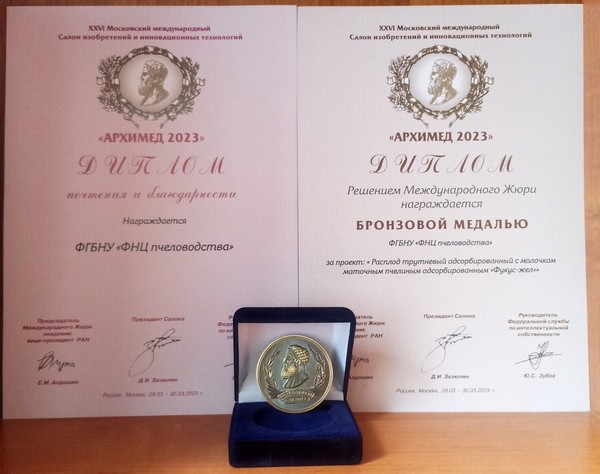 XXVI Московский международный
Салон изобретений и инновационных технологий
«АРХИМЕД 2023»
ДИПЛОМ
почтения и благодарности
Награждается
ФГБНУ «ФНЦ пчеловодства»
Председатель
Международного Жюри,
академик,
вице-президент РАН
Президент Салона
Д.И. Зезюлин
Россия, Москва, 28.03 - 30.03.2023 г.
XXVI Московский международный
Салон изобретений и инновационных технологий
«АРХИМЕД 2023»
ДИПЛОМ
Решением Международного Жюри
награждается
БРОНЗОВОЙ МЕДАЛЬЮ
ФГБНУ «ФНЦ пчеловодства»
за проект: « Расплод трутневый адсорбированный с маточным
маточным пчелиным адсорбированным «Фукус-жел»»
Президент Салона
Д.И. Зезюлин
Руководитель
Федеральной службы
по интеллектуальной
собственности
Ю.С. Зубов
Россия, Москва, 28.03 - 30.03.2023 г.